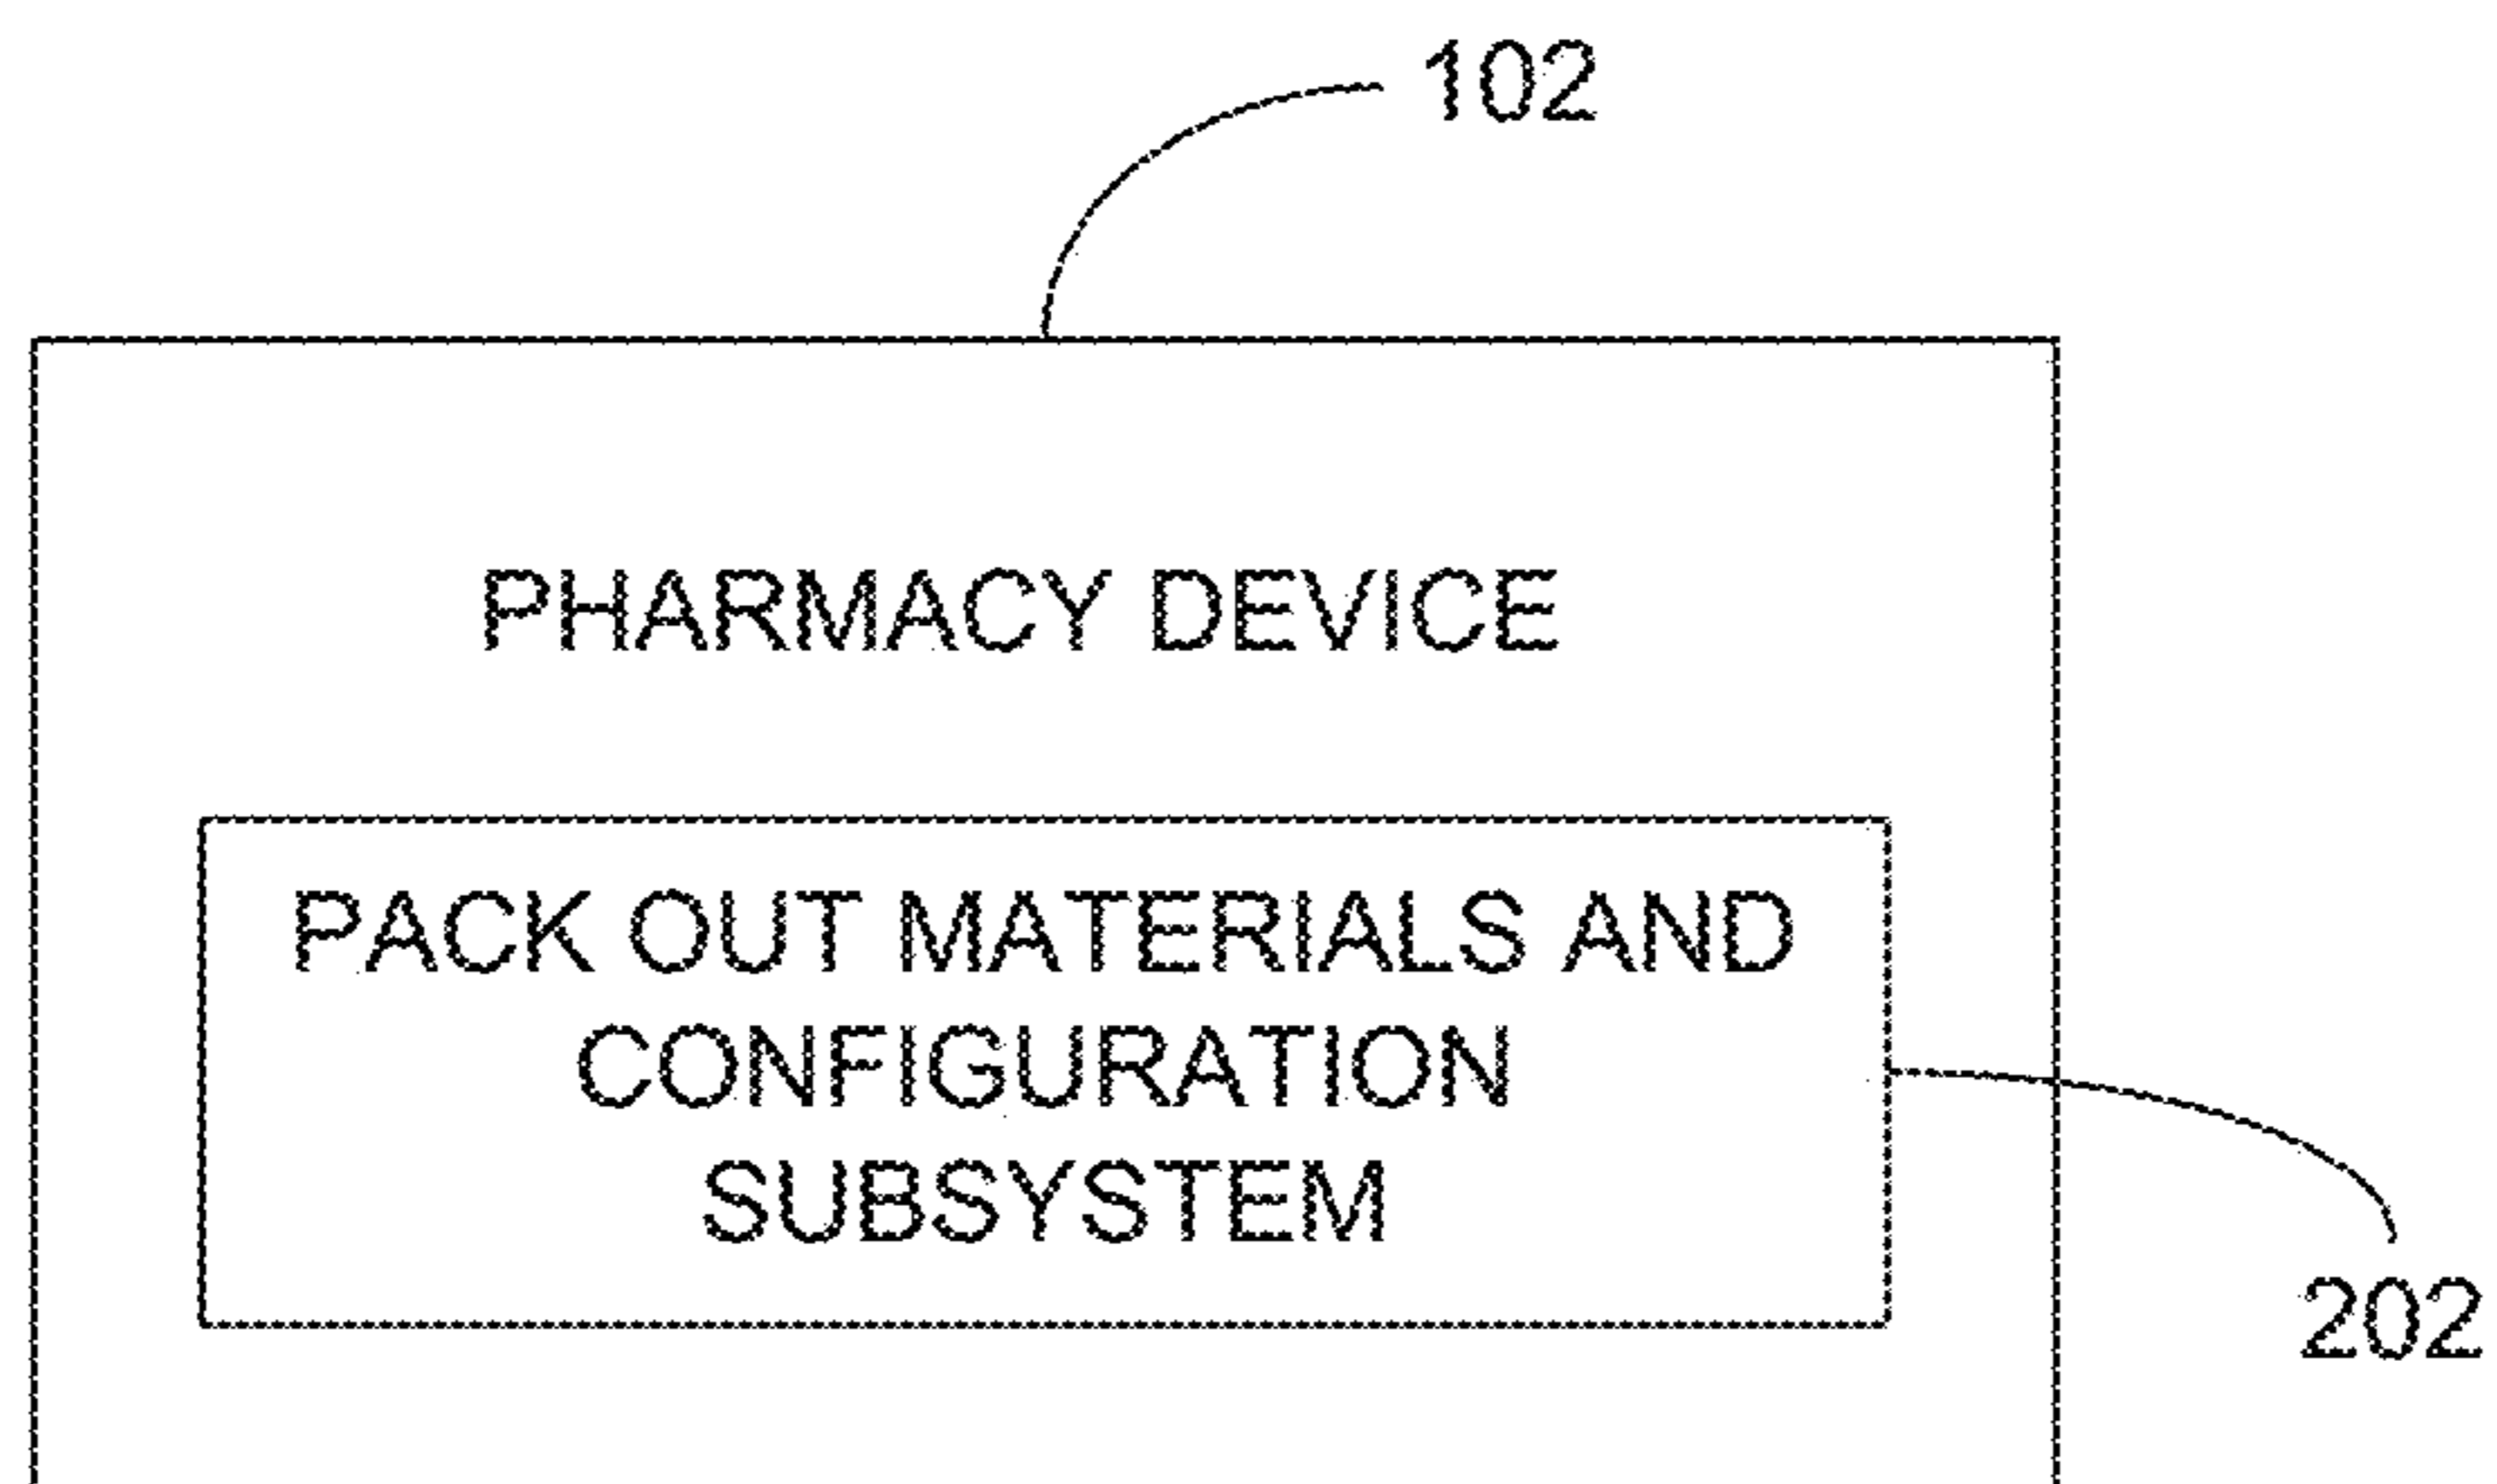 102
PHARMACY DEVICE
PACK OUT MATERIALS AND
CONFIGURATION
SUBSYSTEM
202